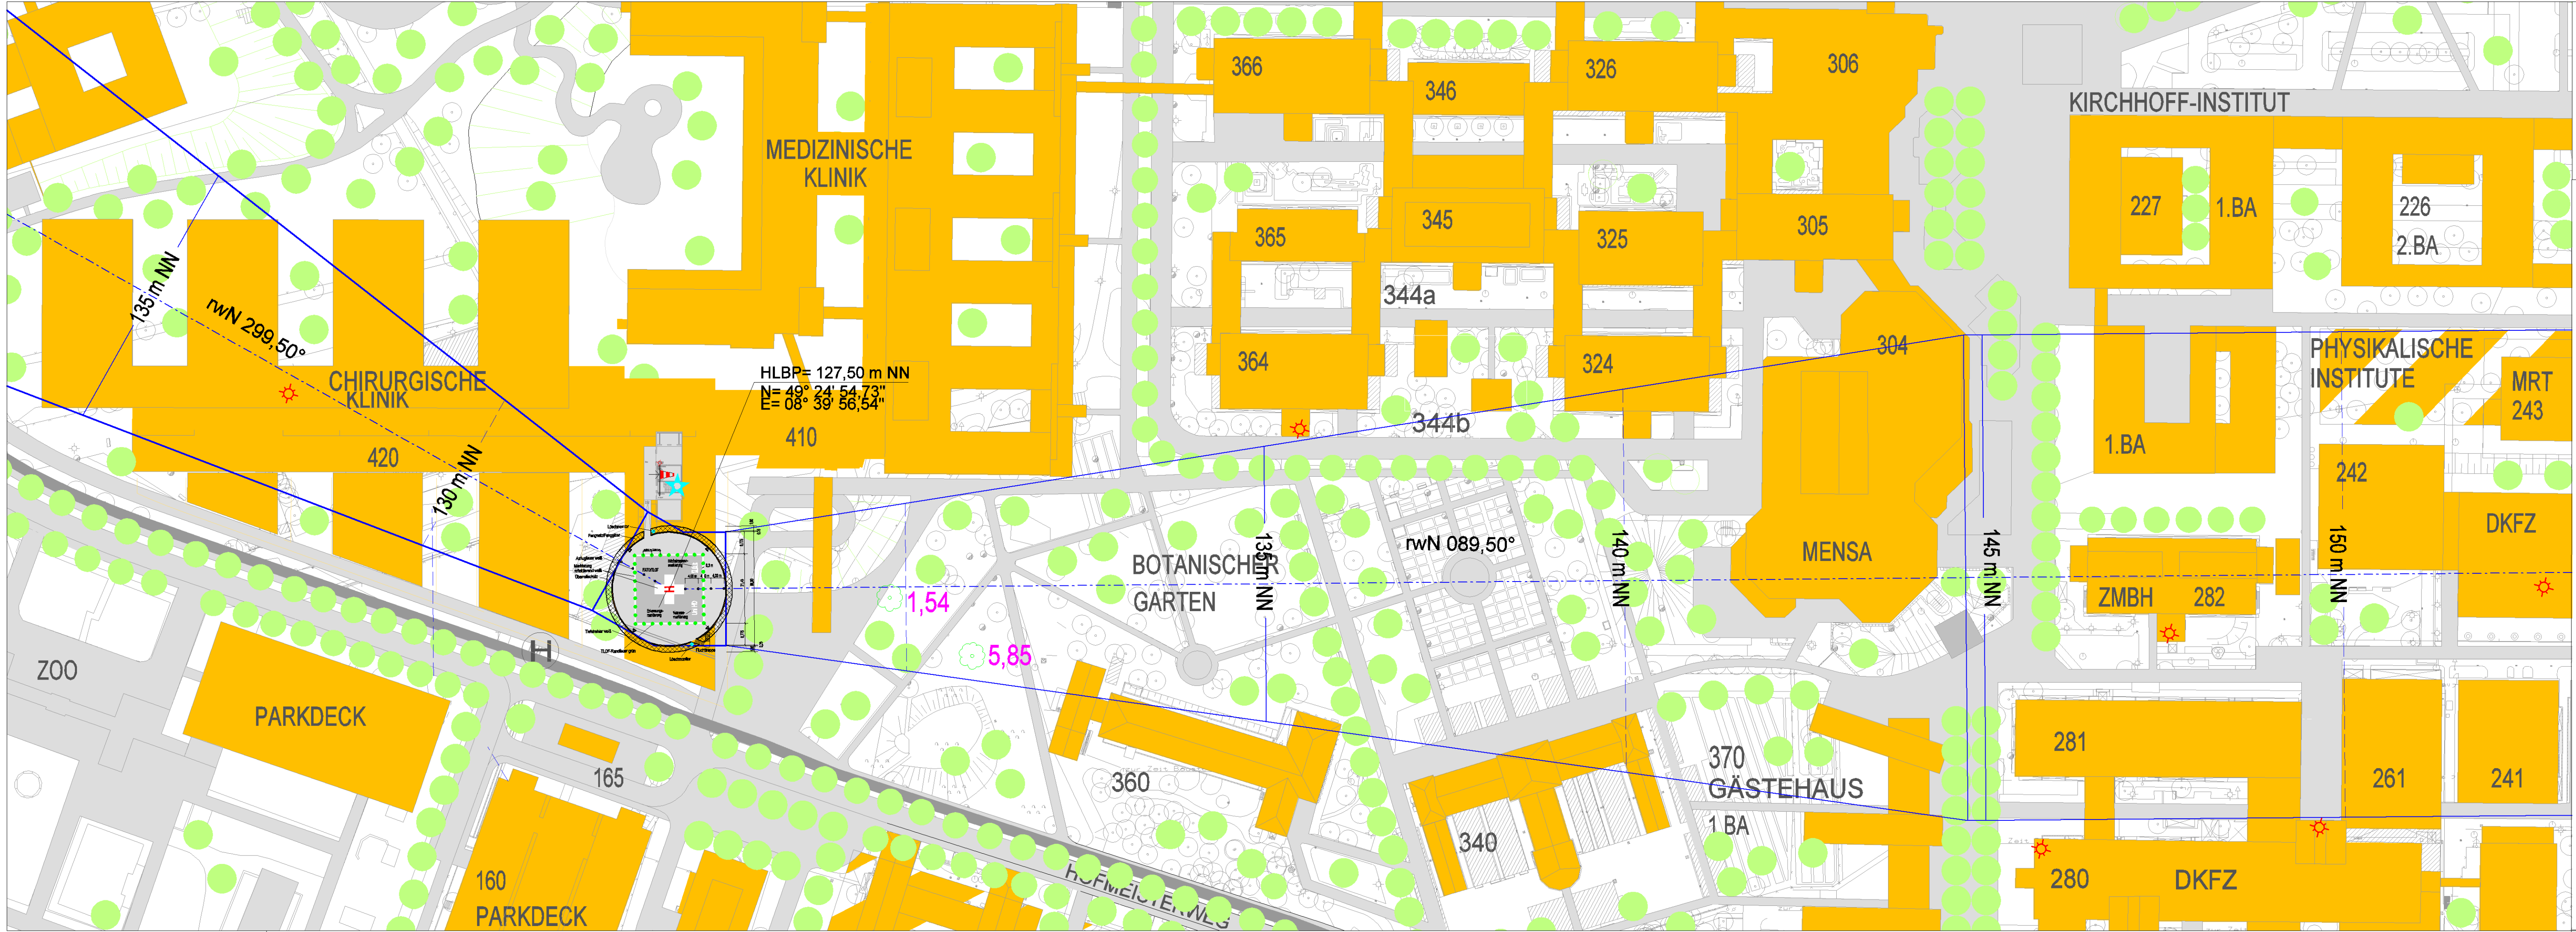 366
346
326
306
KIRCHHOFF-INSTITUT
MEDIZINISCHE
KLINIK
227
1.BA
226
2.BA
365
345
325
305
135 m NN
rwN 299,50°
344a
364
324
304
PHYSIKALISCHE
INSTITUTE
MRT
243
CHIRURGISCHE
KLINIK
HLBP= 127,50 m NN
N= 49° 24' 54,73"
E= 08° 39' 56,54"
344b
410
420
130 m NN
1.BA
242
DKFZ
H
BOTANISCHER
GARTEN
135 m NN
rwN 089,50°
140 m NN
MENSA
145 m NN
150 m NN
ZMBH
282
1,54
5,85
H
ZOO
PARKDECK
165
360
370
GÄSTEHAUS
1 BA
281
261
241
340
160
PARKDECK
HOFMEISTERWEG
280
DKFZ